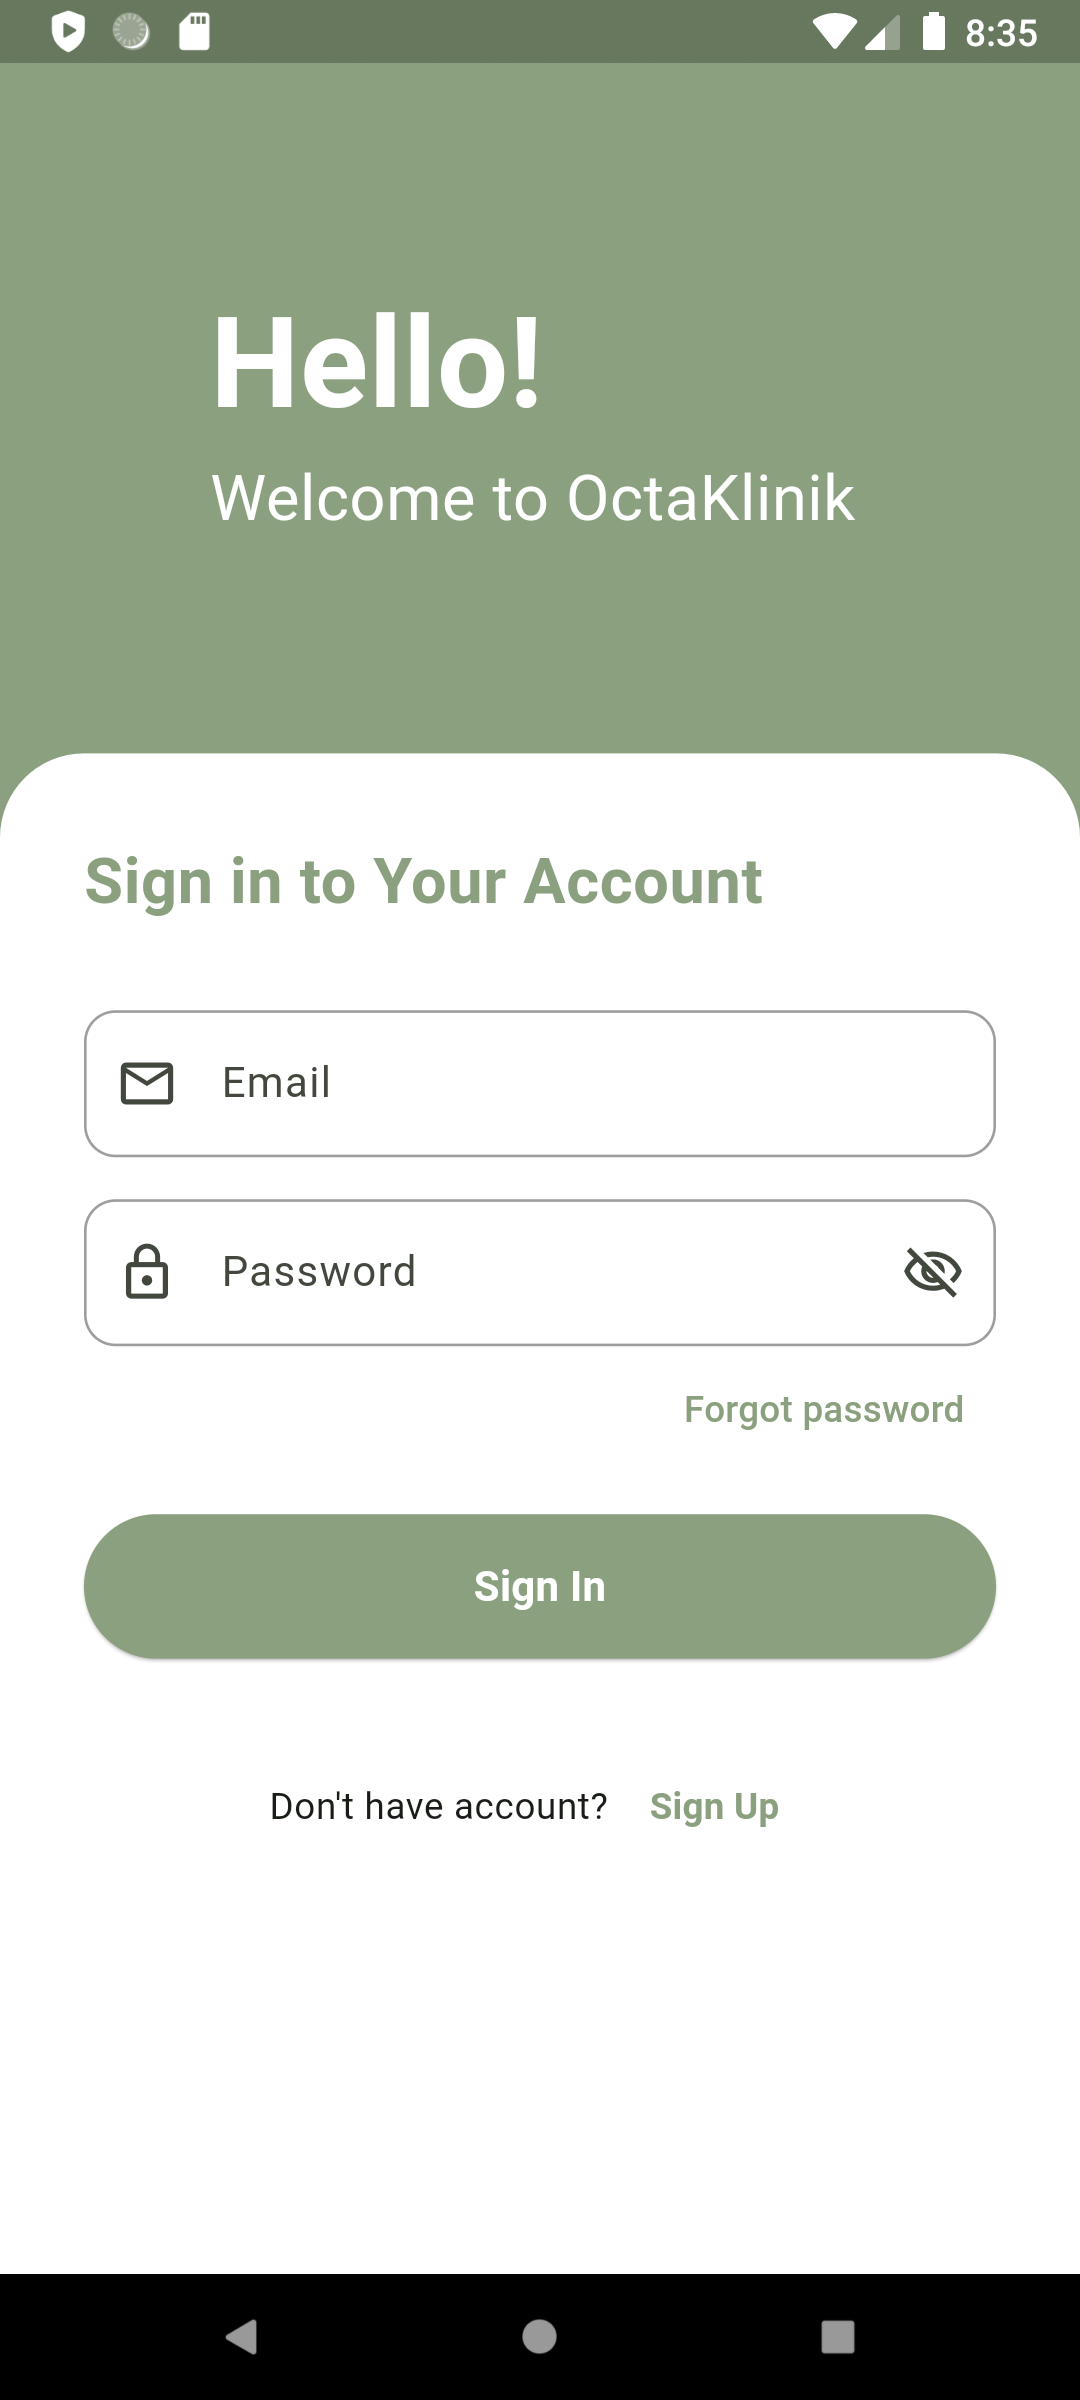 8:35
Hello!
Welcome to OctaKlinik
Sign in to Your Account
Email
Password
Forgot password
Sign In
Don't have account? Sign Up